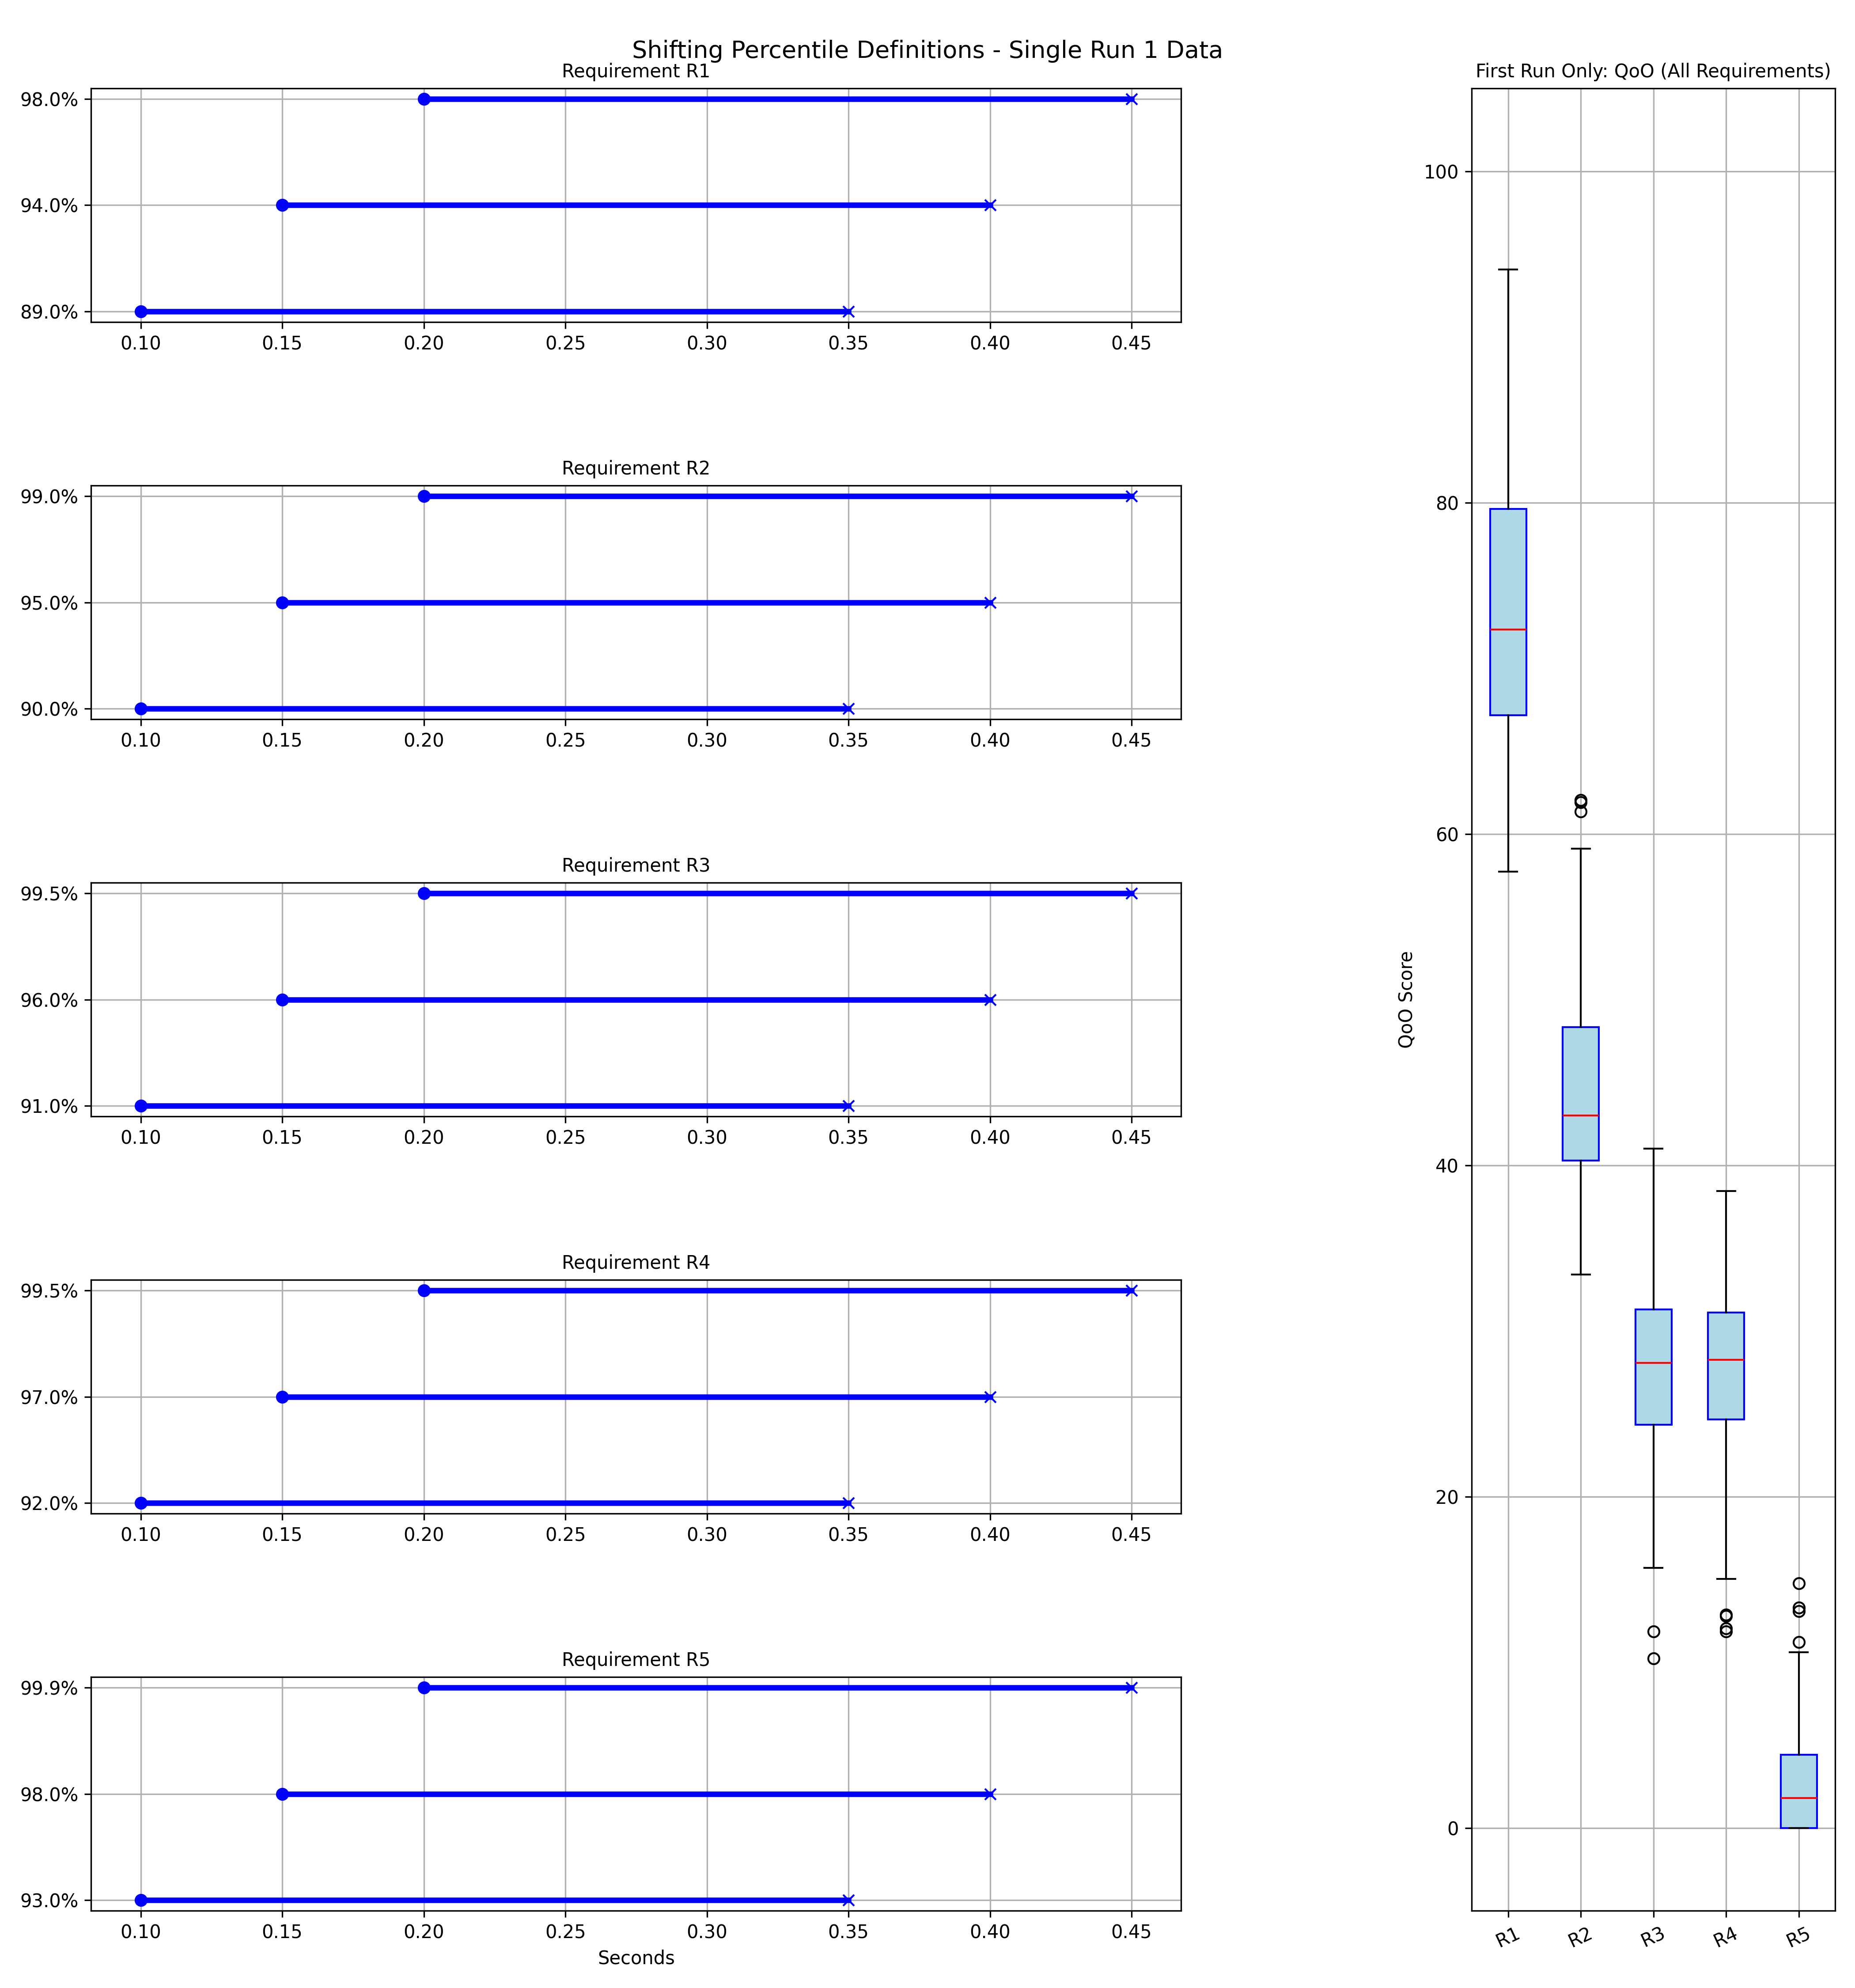 Shifting Percentile Definitions - Single Run 1 Data
Requirement R1
98.0%
94.0%
89.0%
0.10 0.15 0.20 0.25 0.30 0.35 0.40 0.45
Requirement R2
99.0%
95.0%
90.0%
0.10 0.15 0.20 0.25 0.30 0.35 0.40 0.45
Requirement R3
99.5%
96.0%
91.0%
0.10 0.15 0.20 0.25 0.30 0.35 0.40 0.45
Requirement R4
99.5%
97.0%
92.0%
0.10 0.15 0.20 0.25 0.30 0.35 0.40 0.45
Requirement R5
99.9%
98.0%
93.0%
0.10 0.15 0.20 0.25 0.30 0.35 0.40 0.45
Seconds
First Run Only: QoO (All Requirements)
QoO Score
100
80
60
40
20
0
R1 R2 R3 R4 R5